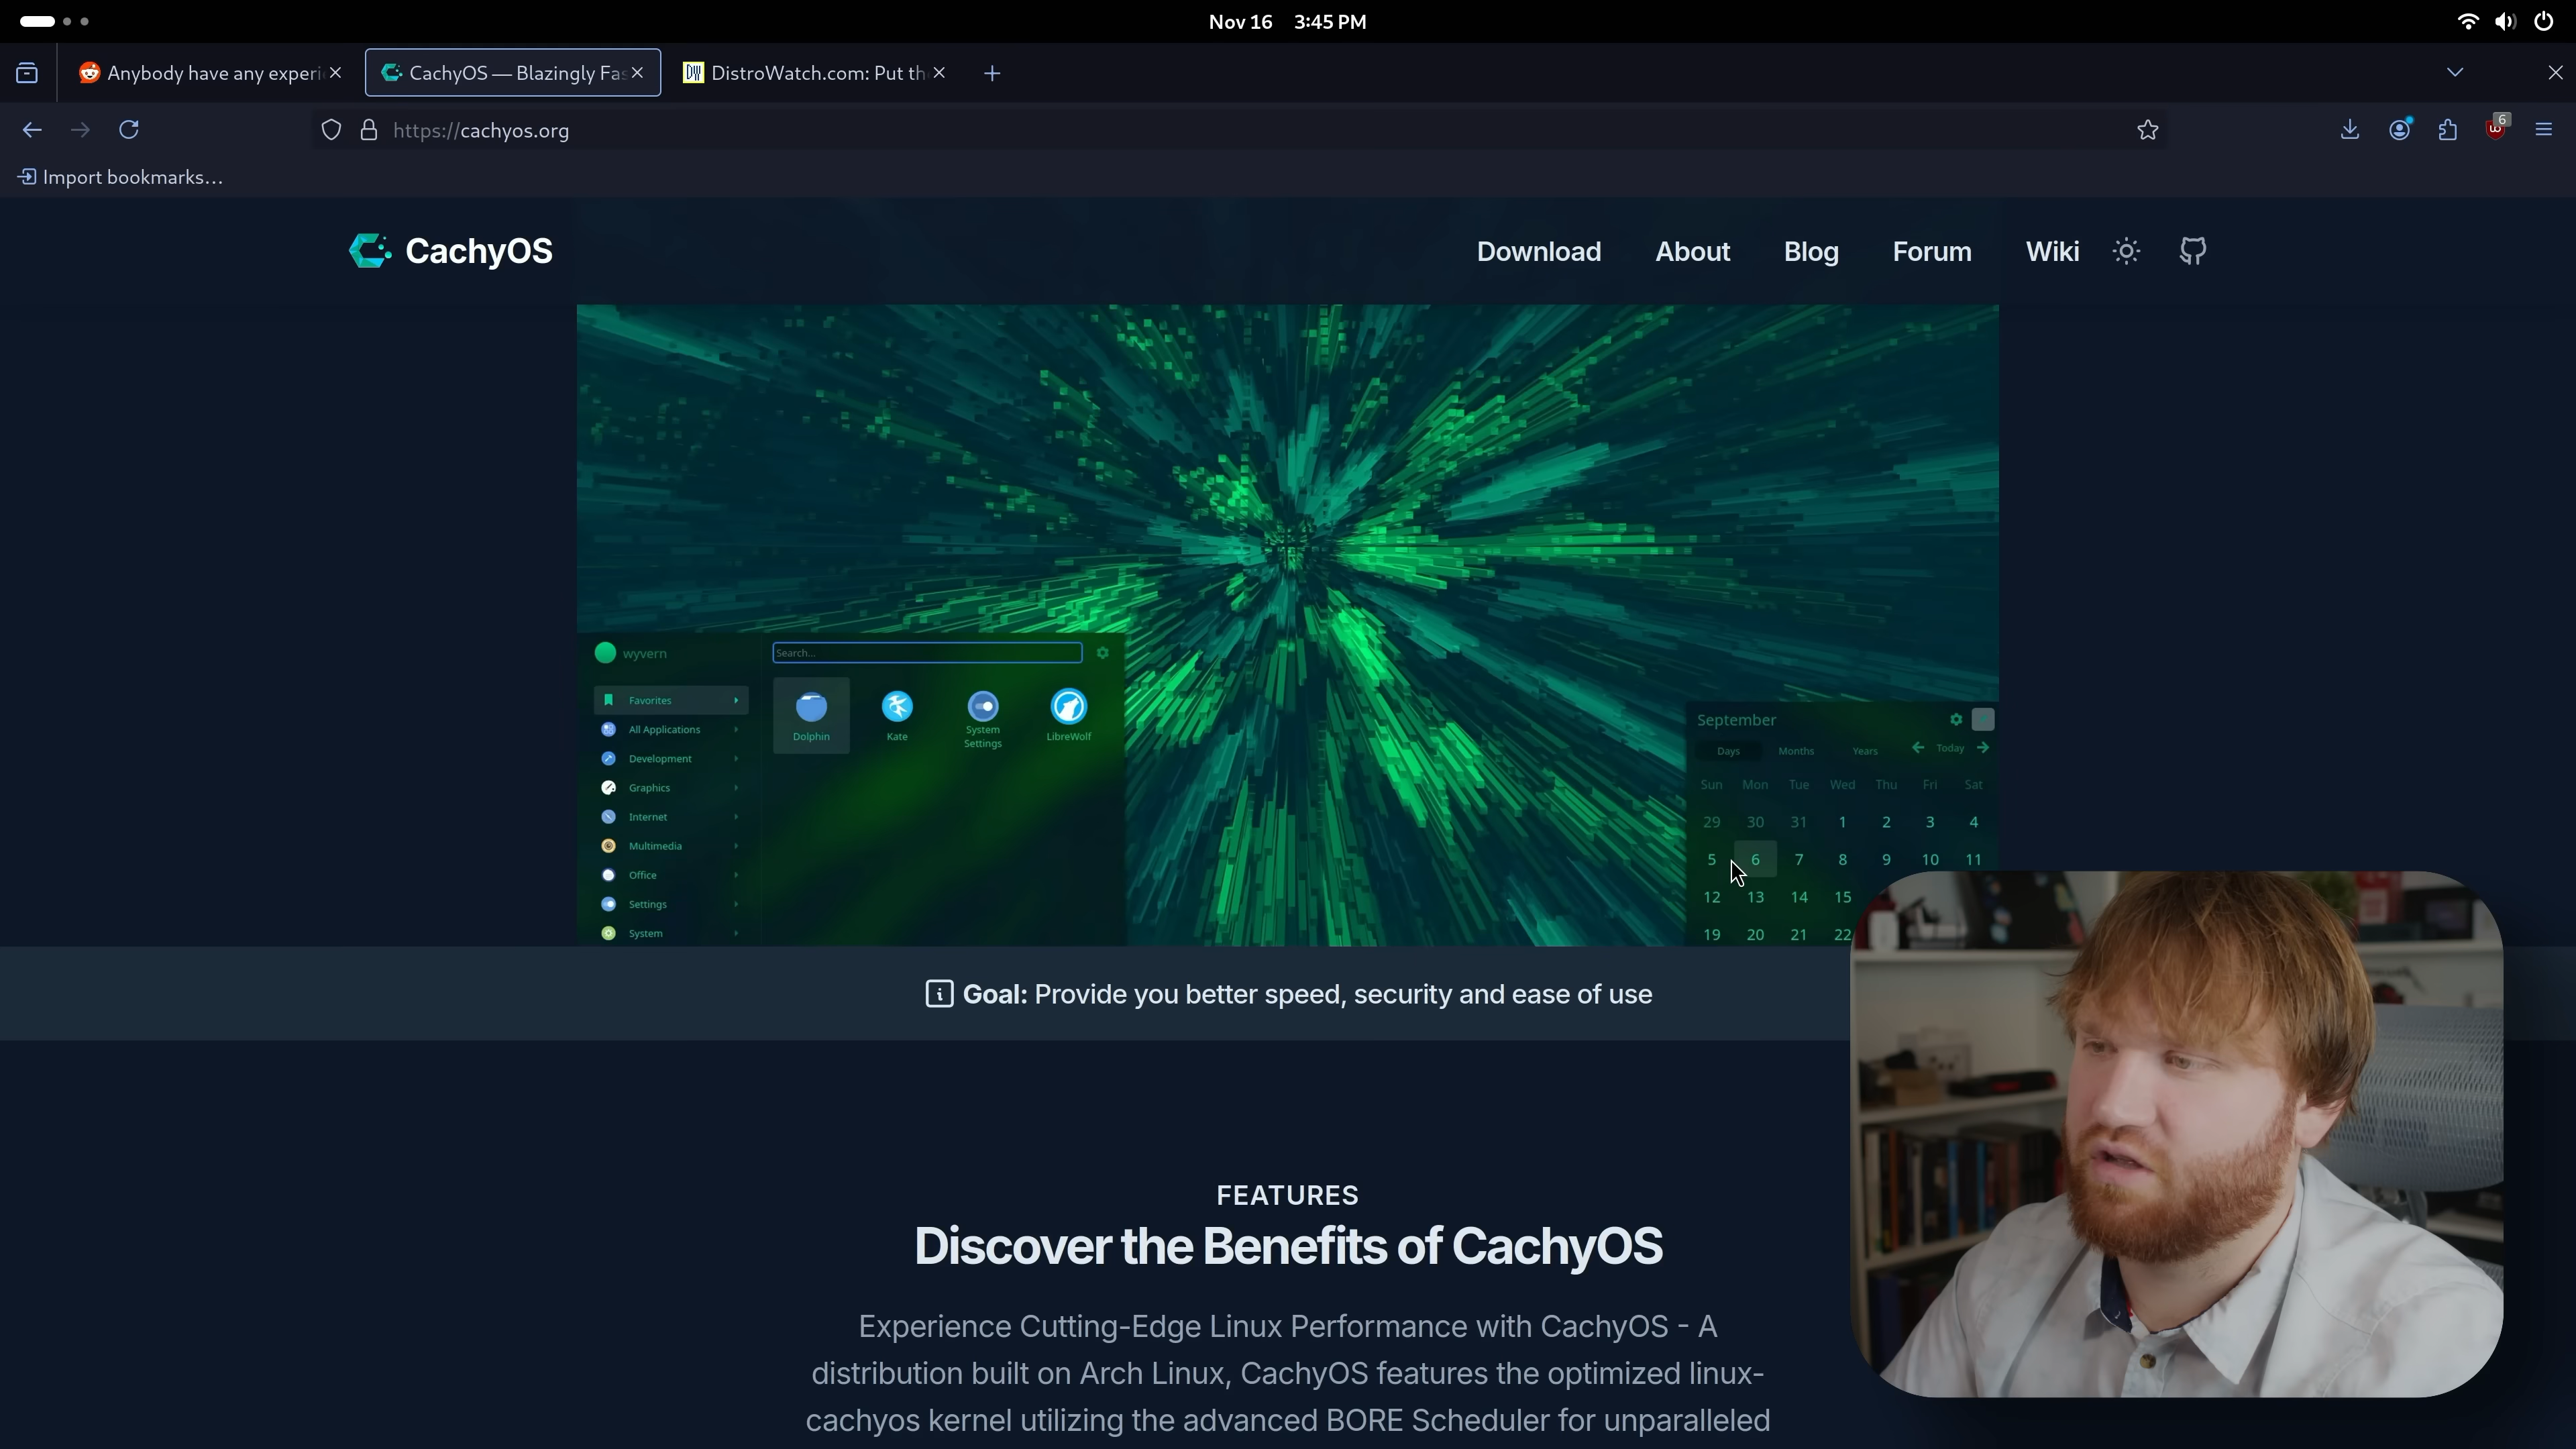 Nov 16 3:45 PM
Anybody have any experi
CachyOS — Blazingly Fas
DistroWatch.com: Put th
https://cachyos.org
6
Import bookmarks...
CachyOS
Download
About
Blog
Forum
Wiki
wyvern
Search...
Favorites
All Applications
Development
Graphics
Internet
Multimedia
Office
Settings
System
Dolphin
Kate
System
Settings
LibreWolf
September
Days Months Years Today
Sun Mon Tue Wed Thu Fri Sat
29 30 31 1 2 3 4
5 6 7 8 9 10 11
12 13 14 15
19 20 21 22
Goal: Provide you better speed, security and ease of use
FEATURES
Discover the Benefits of CachyOS
Experience Cutting-Edge Linux Performance with CachyOS - A
distribution built on Arch Linux, CachyOS features the optimized linux-
cachyos kernel utilizing the advanced BORE Scheduler for unparalleled